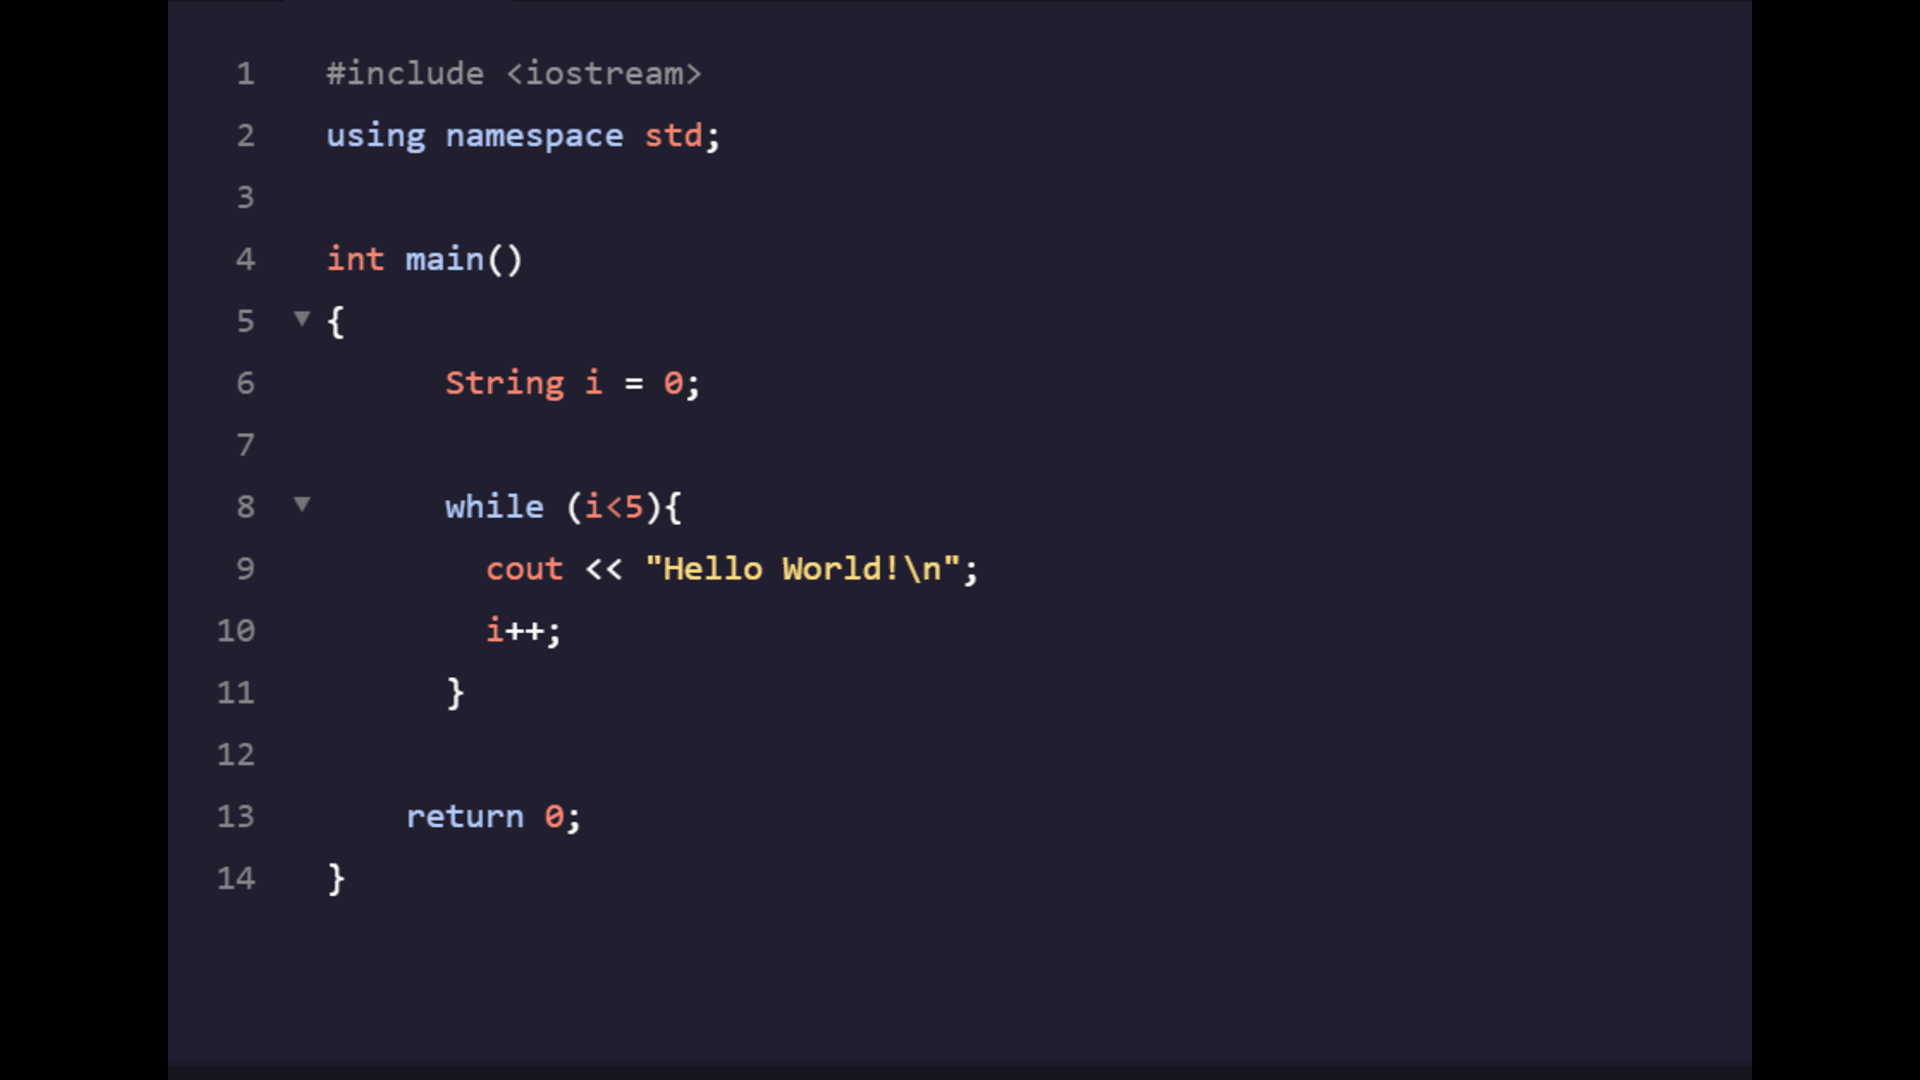 1 #include <iostream>
2 using namespace std;
3
4 int main()
5 {
6 String i = 0;
7
8 while (i<5){
9 cout << "Hello World!\n";
10 i++;
11 }
12
13 return 0;
14 }